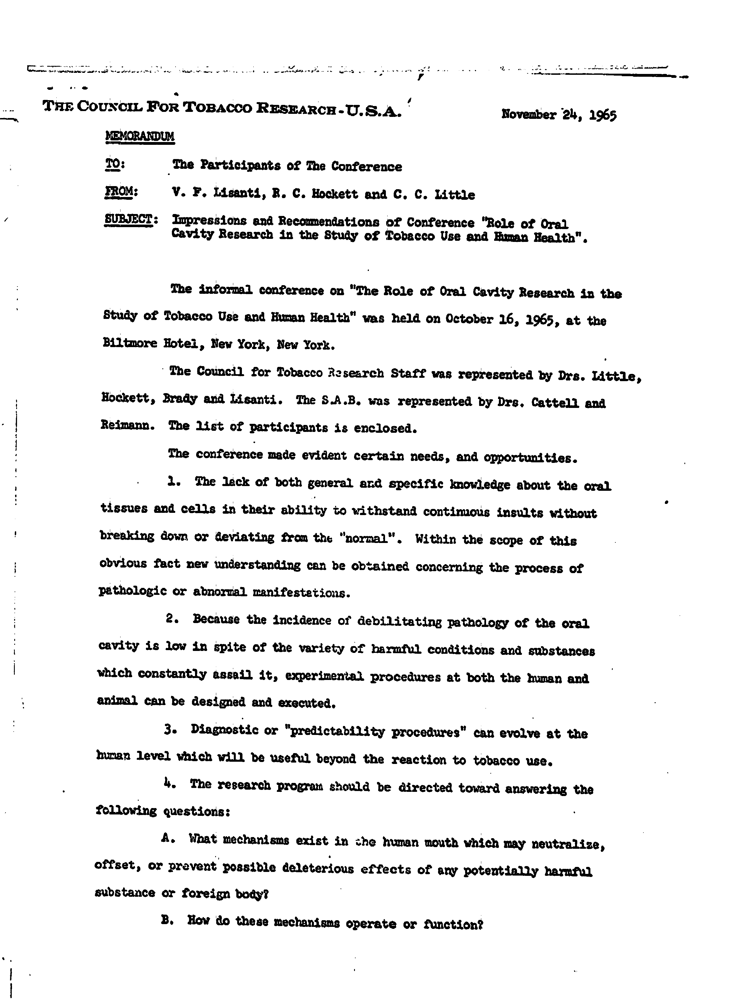 THE COUNCIL FOR TOBACCO RESEARCH-U.S.A.
November 24, 1965
MEMORANDUM
TO: The Participants of The Conference
FROM: V. F. Lisanti, R. C. Hockett and C. C. Little
SUBJECT: Impressions and Recommendations of Conference "Role of Oral
Cavity Research in the Study of Tobacco Use and Human Health".
The informal conference on "The Role of Oral Cavity Research in the
Study of Tobacco Use and Human Health" was held on October 16, 1965, at the
Biltmore Hotel, New York, New York.
The Council for Tobacco Research Staff was represented by Drs. Little,
Hockett, Brady and Lisanti. The S.A.B. was represented by Drs. Cattell and
Reimann. The list of participants is enclosed.
The conference made evident certain needs, and opportunities.
1. The lack of both general and specific knowledge about the oral
tissues and cells in their ability to withstand continuous insults without
breaking down or deviating from the "normal". Within the scope of this
obvious fact new understanding can be obtained concerning the process of
pathologic or abnormal manifestations.
2. Because the incidence of debilitating pathology of the oral
cavity is low in spite of the variety of harmful conditions and substances
which constantly assail it, experimental procedures at both the human and
animal can be designed and executed.
3. Diagnostic or "predictability procedures" can evolve at the
human level which will be useful beyond the reaction to tobacco use.
4. The research program should be directed toward answering the
following questions:
A. What mechanisms exist in the human mouth which may neutralize,
offset, or prevent possible deleterious effects of any potentially harmful
substance or foreign body?
B. How do these mechanisms operate or function?